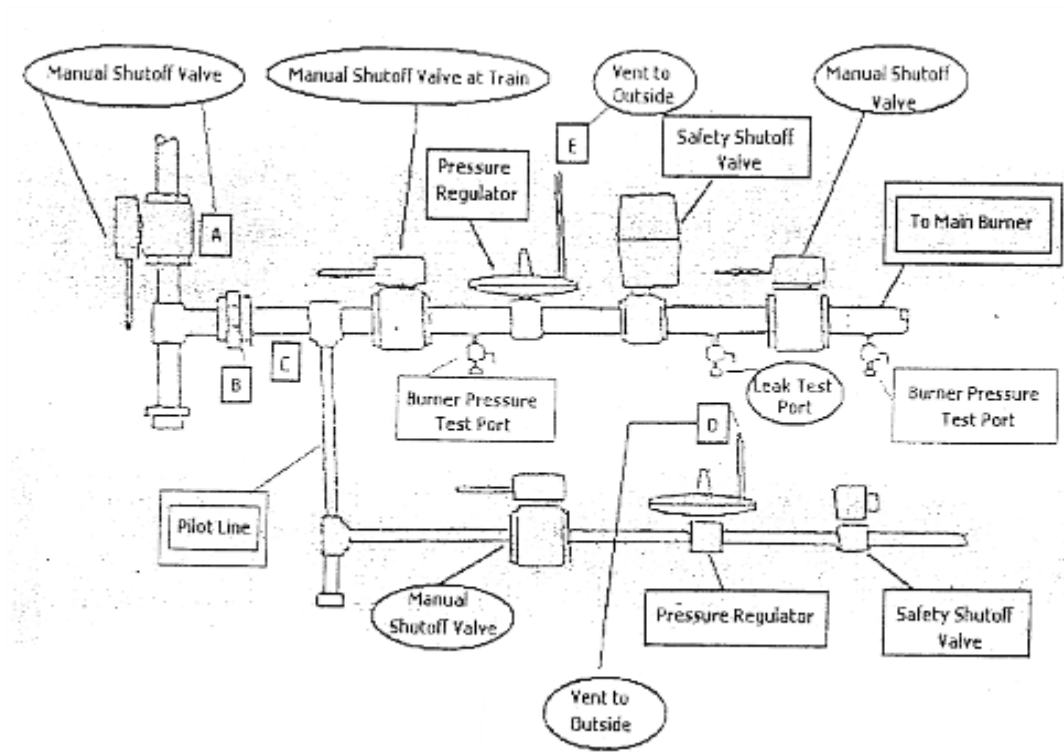 Manual Shutoff Valve
Manual Shutoff Valve at Train
Vent to
Outside
Manual Shutoff
Valve
E
Safety Shutoff
Valve
Pressure
Regulator
To Main Burner
A
C
B
Burner Pressure
Test Port
Leak Test
Port
Burner Pressure
Test Port
D
Pilot Line
Manual
Shutoff Valve
Pressure Regulator
Safety Shutoff
Valve
Vent to
Outside